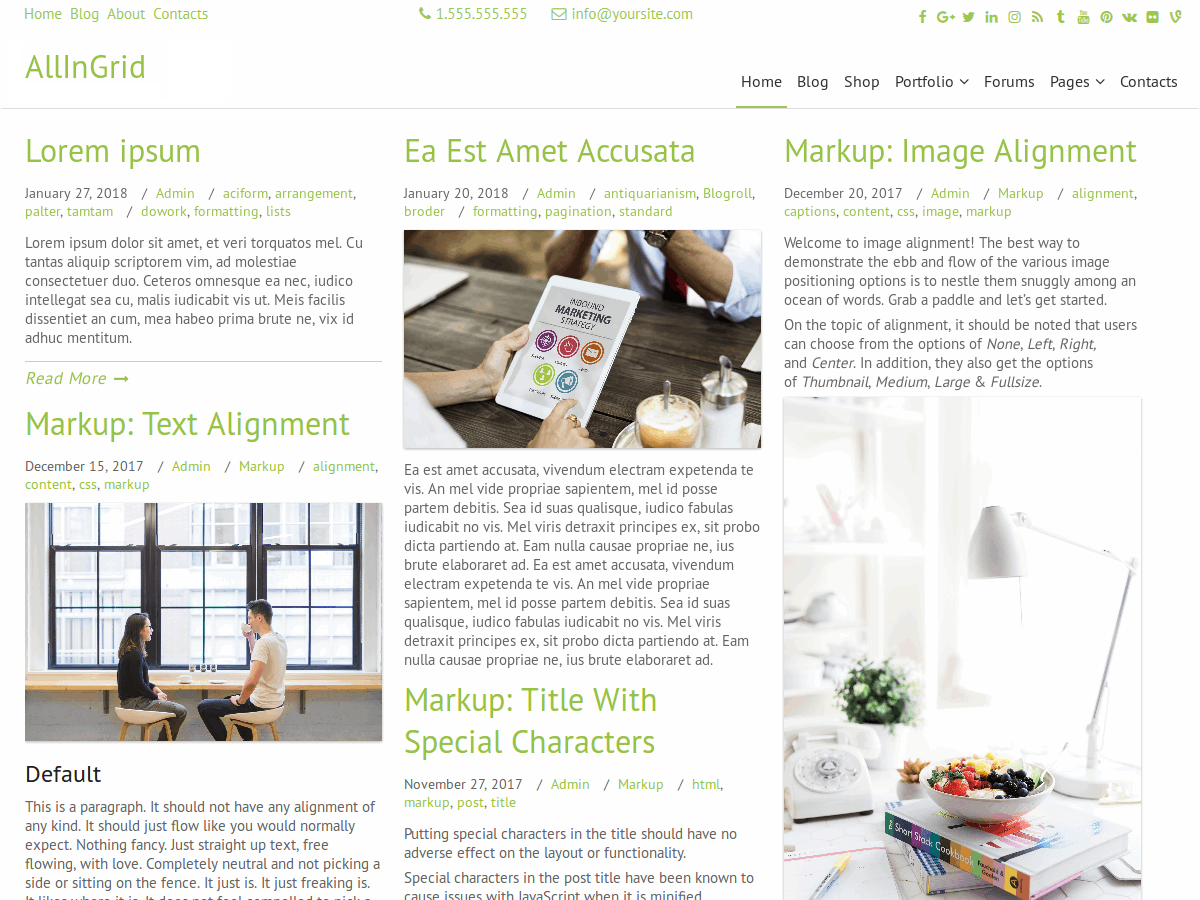 Home Blog About Contacts
1.555.555.555 info@yoursite.com
AllInGrid
Home Blog Shop Portfolio Forums Pages Contacts
Lorem ipsum
January 27, 2018 / Admin / aciform, arrangement,
palter, tamtam / dowork, formatting, lists
Lorem ipsum dolor sit amet, et veri torquatos mel. Cu
tantas aliquip scriptorem vim, ad molestiae
consectetuer duo. Ceteros omnesque ea nec, iudico
intellegat sea cu, malis iudicabit vis ut. Meis facilis
dissentiet an cum, mea habeo prima brute ne, vix id
adhuc mentitum.
Read More
Markup: Text Alignment
December 15, 2017 / Admin / Markup / alignment,
content, css, markup
Default
This is a paragraph. It should not have any alignment of
any kind. It should just flow like you would normally
expect. Nothing fancy. Just straight up text, free
flowing, with love. Completely neutral and not picking a
side or sitting on the fence. It just is. It just freaking is.
It likes where it is. It does not feel compelled to pick a
Ea Est Amet Accusata
January 20, 2018 / Admin / antiquarianism, Blogroll,
broder / formatting, pagination, standard
INBOUND
MARKETING
STRATEGY
Ea est amet accusata, vivendum electram expetenda te
vis. An mel vide propriae sapientem, mel id posse
partem debitis. Sea id suas qualisque, iudico fabulas
iudicabit no vis. Mel viris detraxit principes ex, sit probo
dicta partiendo at. Eam nulla causae propriae ne, ius
brute elaboraret ad. Ea est amet accusata, vivendum
electram expetenda te vis. An mel vide propriae
sapientem, mel id posse partem debitis. Sea id suas
qualisque, iudico fabulas iudicabit no vis. Mel viris
detraxit principes ex, sit probo dicta partiendo at. Eam
nulla causae propriae ne, ius brute elaboraret ad.
Markup: Title With
Special Characters
November 27, 2017 / Admin / Markup / html,
markup, post, title
Putting special characters in the title should have no
adverse effect on the layout or functionality.
Special characters in the post title have been known to
cause issues with JavaScript when it is minified,
Markup: Image Alignment
December 20, 2017 / Admin / Markup / alignment,
captions, content, css, image, markup
Welcome to image alignment! The best way to
demonstrate the ebb and flow of the various image
positioning options is to nestle them snuggly among an
ocean of words. Grab a paddle and let's get started.
On the topic of alignment, it should be noted that users
can choose from the options of None, Left, Right,
and Center. In addition, they also get the options
of Thumbnail, Medium, Large & Fullsize.
Short Stack Cookbook